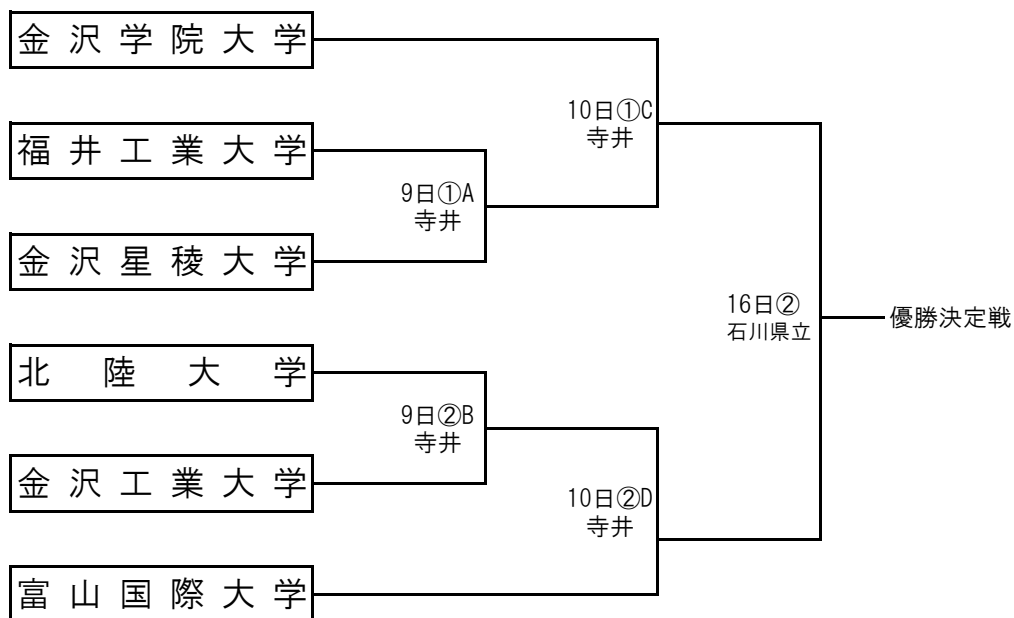 金沢学院大学
10日①C
寺井
福井工業大学
9日①A
寺井
金沢星稜大学
16日②
石川県立
優勝決定戦
北陸大学
9日②B
寺井
金沢工業大学
10日②D
寺井
富山国際大学